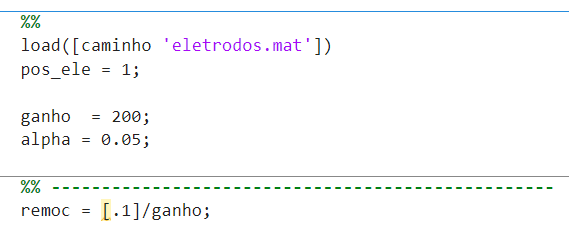 %%
load([caminho 'eletrodos.mat'])
pos_ele = 1;
ganho  = 200;
alpha = 0.05;
%% --------------------------------------------------
remoc = [.1]/ganho;